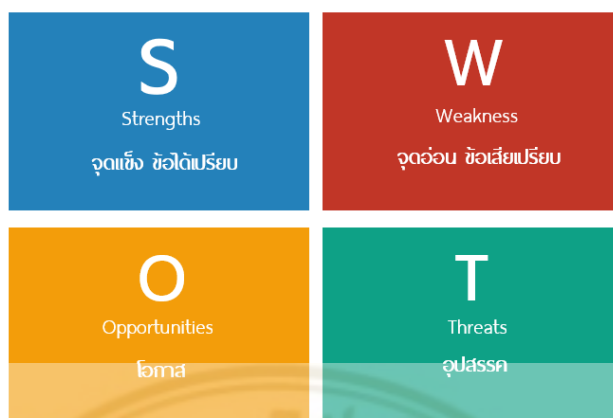 S
Strengths
จุดแข็ง ข้อได้เปรียบ
W
Weakness
จุดอ่อน ข้อเสียเปรียบ
O
Opportunities
โอกาส
T
Threats
อุปสรรค